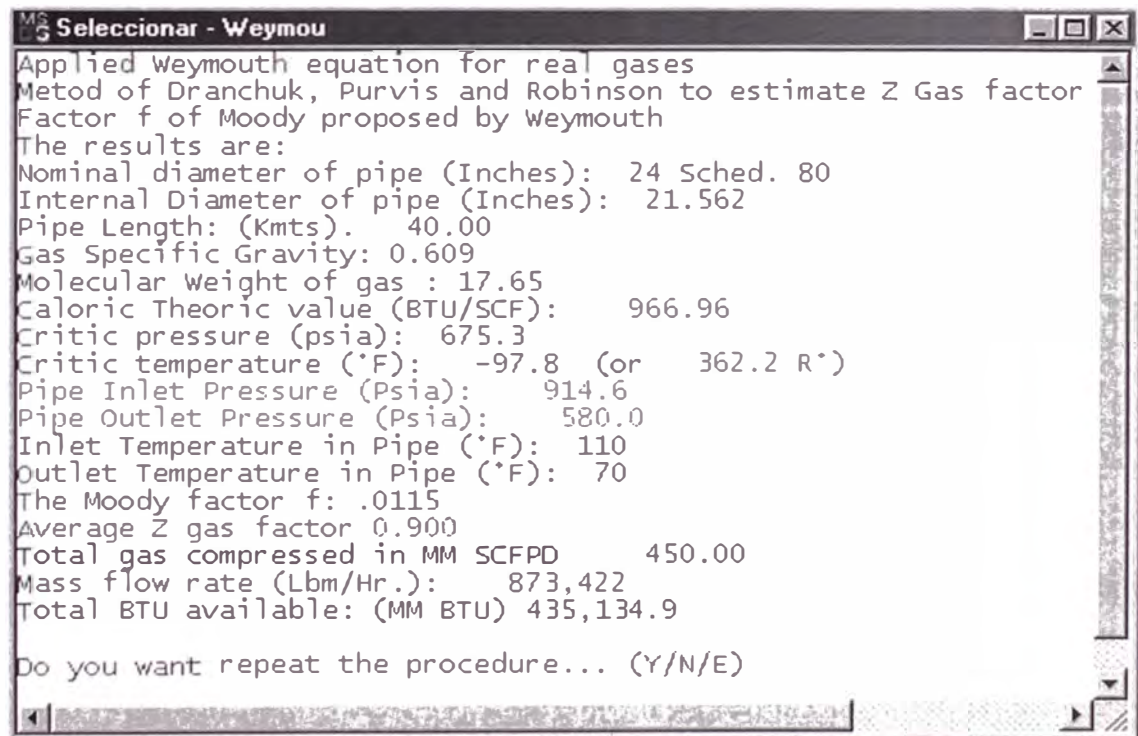 MS Seleccionar - Weymou
Applied Weymouth equation for real gases
Metod of Dranchuk, Purvis and Robinson to estimate Z Gas factor
Factor f of Moody proposed by Weymouth
The results are:
Nominal diameter of pipe (Inches): 24 Sched. 80
Internal Diameter of pipe (Inches): 21.562
Pipe Length: (Kmts). 40.00
Gas Specific Gravity: 0.609
Molecular Weight of gas : 17.65
Caloric Theoric value (BTU/SCF): 966.96
Critic pressure (psia): 675.3
Critic temperature (°F): -97.8 (or 362.2 R°)
Pipe Inlet Pressure (Psia): 914.6
Pipe Outlet Pressure (Psia): 580.0
Inlet Temperature in Pipe (°F): 110
Outlet Temperature in Pipe (°F): 70
The Moody factor f: .0115
Average Z gas factor 0.900
Total gas compressed in MM SCFPD 450.00
Mass flow rate (Lbm/Hr.): 873,422
Total BTU available: (MM BTU) 435,134.9
Do you want repeat the procedure... (Y/N/E)